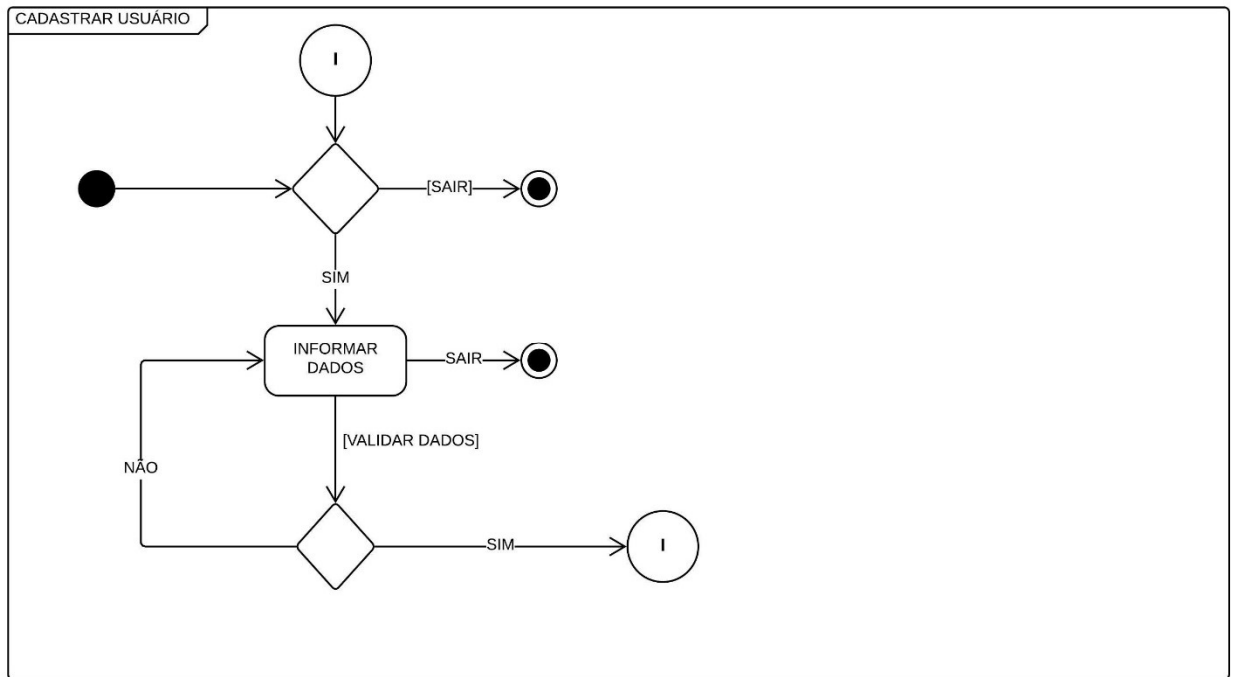 CADASTRAR USUÁRIO
I
[SAIR]
SIM
INFORMAR
DADOS
SAIR
[VALIDAR DADOS]
NÃO
SIM
I